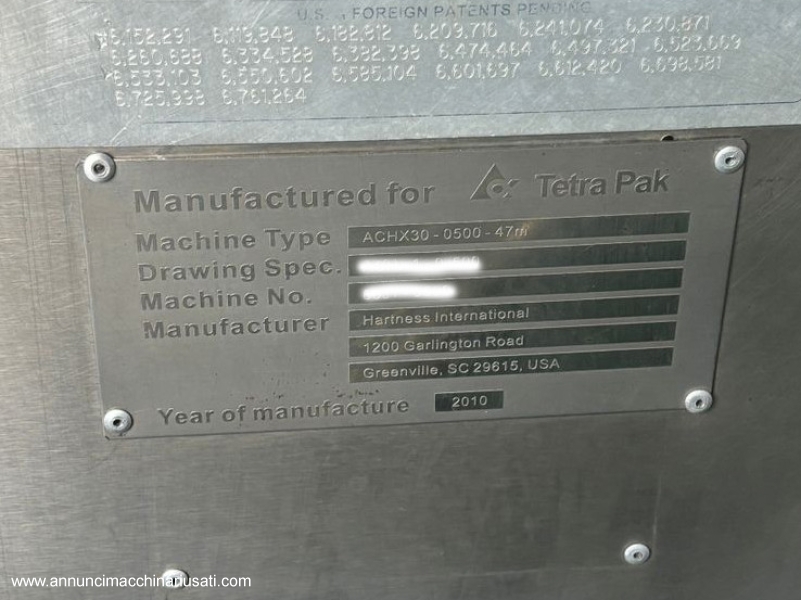 U.S. FOREIGN PATENTS PENDING
6,152,291 6,119,848 6,182,812 6,209,716 6,241,074 6,230,871
6,260,688 6,334,528 6,382,398 6,474,464 6,497,321 6,523,669
6,533,103 6,550,602 6,585,104 6,601,697 6,612,420 6,698,581
6,725,998 6,761,264
Manufactured for Tetra Pak
Machine Type ACHX30-0500-47m
Drawing Spec.
Machine No.
Manufacturer Hartness International
1200 Garlington Road
Greenville, SC 29615, USA
Year of manufacture 2010
www.annuncimacchinariusati.com